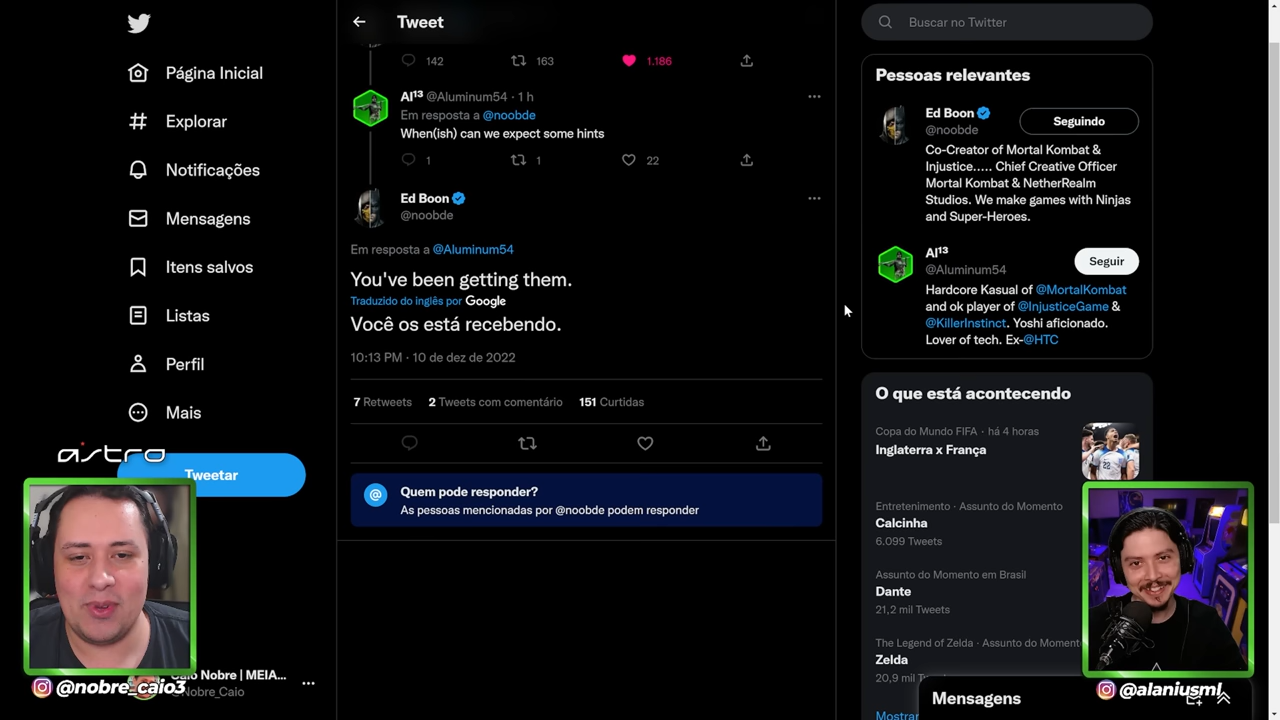 Página Inicial
Explorar
Notificações
Mensagens
Itens salvos
Listas
Perfil
Mais
astro
Tweetar
Caio Nobre | MEIA...
@Nobre_Caio
@nobre_caio3
Tweet
142 163 1.186
Al¹³ @Aluminum54 · 1 h
Em resposta a @noobde
When(ish) can we expect some hints
1 1 22
Ed Boon
@noobde
Em resposta a @Aluminum54
You've been getting them.
Traduzido do inglês por Google
Você os está recebendo.
10:13 PM · 10 de dez de 2022
7 Retweets 2 Tweets com comentário 151 Curtidas
Quem pode responder?
As pessoas mencionadas por @noobde podem responder
Buscar no Twitter
Pessoas relevantes
Ed Boon
@noobde
Seguindo
Co-Creator of Mortal Kombat &
Injustice..... Chief Creative Officer
Mortal Kombat & NetherRealm
Studios. We make games with Ninjas
and Super-Heroes.
Al¹³
@Aluminum54
Seguir
Hardcore Kasual of @MortalKombat
and ok player of @InjusticeGame &
@KillerInstinct. Yoshi aficionado.
Lover of tech. Ex-@HTC
O que está acontecendo
Copa do Mundo FIFA · há 4 horas
Inglaterra x França
Entretenimento · Assunto do Momento
Calcinha
6.099 Tweets
Assunto do Momento em Brasil
Dante
21,2 mil Tweets
The Legend of Zelda · Assunto do Momento
Zelda
20,9 mil Tweets
Mostrar
Mensagens
@alaniusml